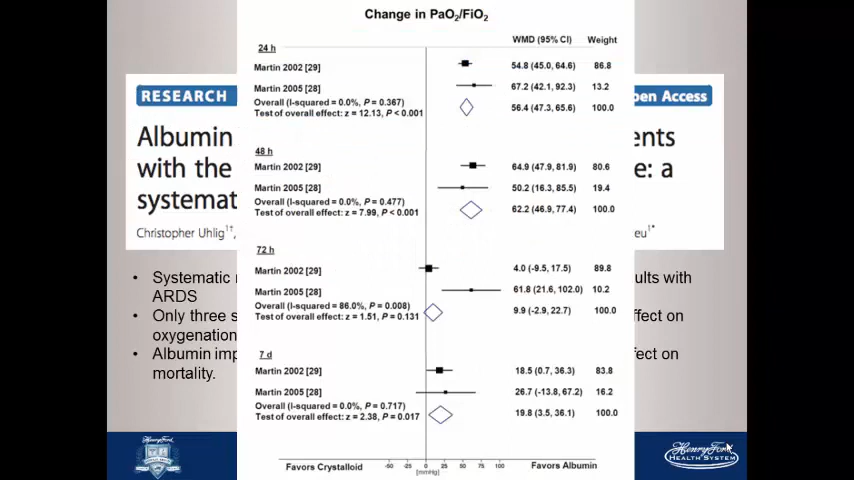 Change in PaO2/FiO2
WMD (95% CI) Weight
24 h
Martin 2002 [29] 54.8 (45.0, 64.6) 86.8
Martin 2005 [28] 67.2 (42.1, 92.3) 13.2
Overall (I-squared = 0.0%, P = 0.367) 56.4 (47.3, 65.6) 100.0
Test of overall effect: z = 12.13, P < 0.001
48 h
Martin 2002 [29] 64.9 (47.9, 81.9) 80.6
Martin 2005 [28] 50.2 (16.3, 85.5) 19.4
Overall (I-squared = 0.0%, P = 0.477) 62.2 (46.9, 77.4) 100.0
Test of overall effect: z = 7.99, P < 0.001
72 h
Martin 2002 [29] 4.0 (-9.5, 17.5) 89.8
Martin 2005 [28] 61.8 (21.6, 102.0) 10.2
Overall (I-squared = 86.0%, P = 0.008) 9.9 (-2.9, 22.7) 100.0
Test of overall effect: z = 1.51, P = 0.131
7 d
Martin 2002 [29] 18.5 (0.7, 36.3) 83.8
Martin 2005 [28] 26.7 (-13.8, 67.2) 16.2
Overall (I-squared = 0.0%, P = 0.717) 19.8 (3.5, 36.1) 100.0
Test of overall effect: z = 2.38, P = 0.017
Favors Crystalloid -50 -25 0 25 50 75 100 Favors Albumin
[mmHg]
RESEARCH pen Access
Albumin ents
with the e: a
systemat
Christopher Uhlig1†, eu1*
• Systematic ults with
ARDS
• Only three s ffect on
oxygenation
• Albumin imp fect on
mortality.
Henry Ford
HEALTH SYSTEM